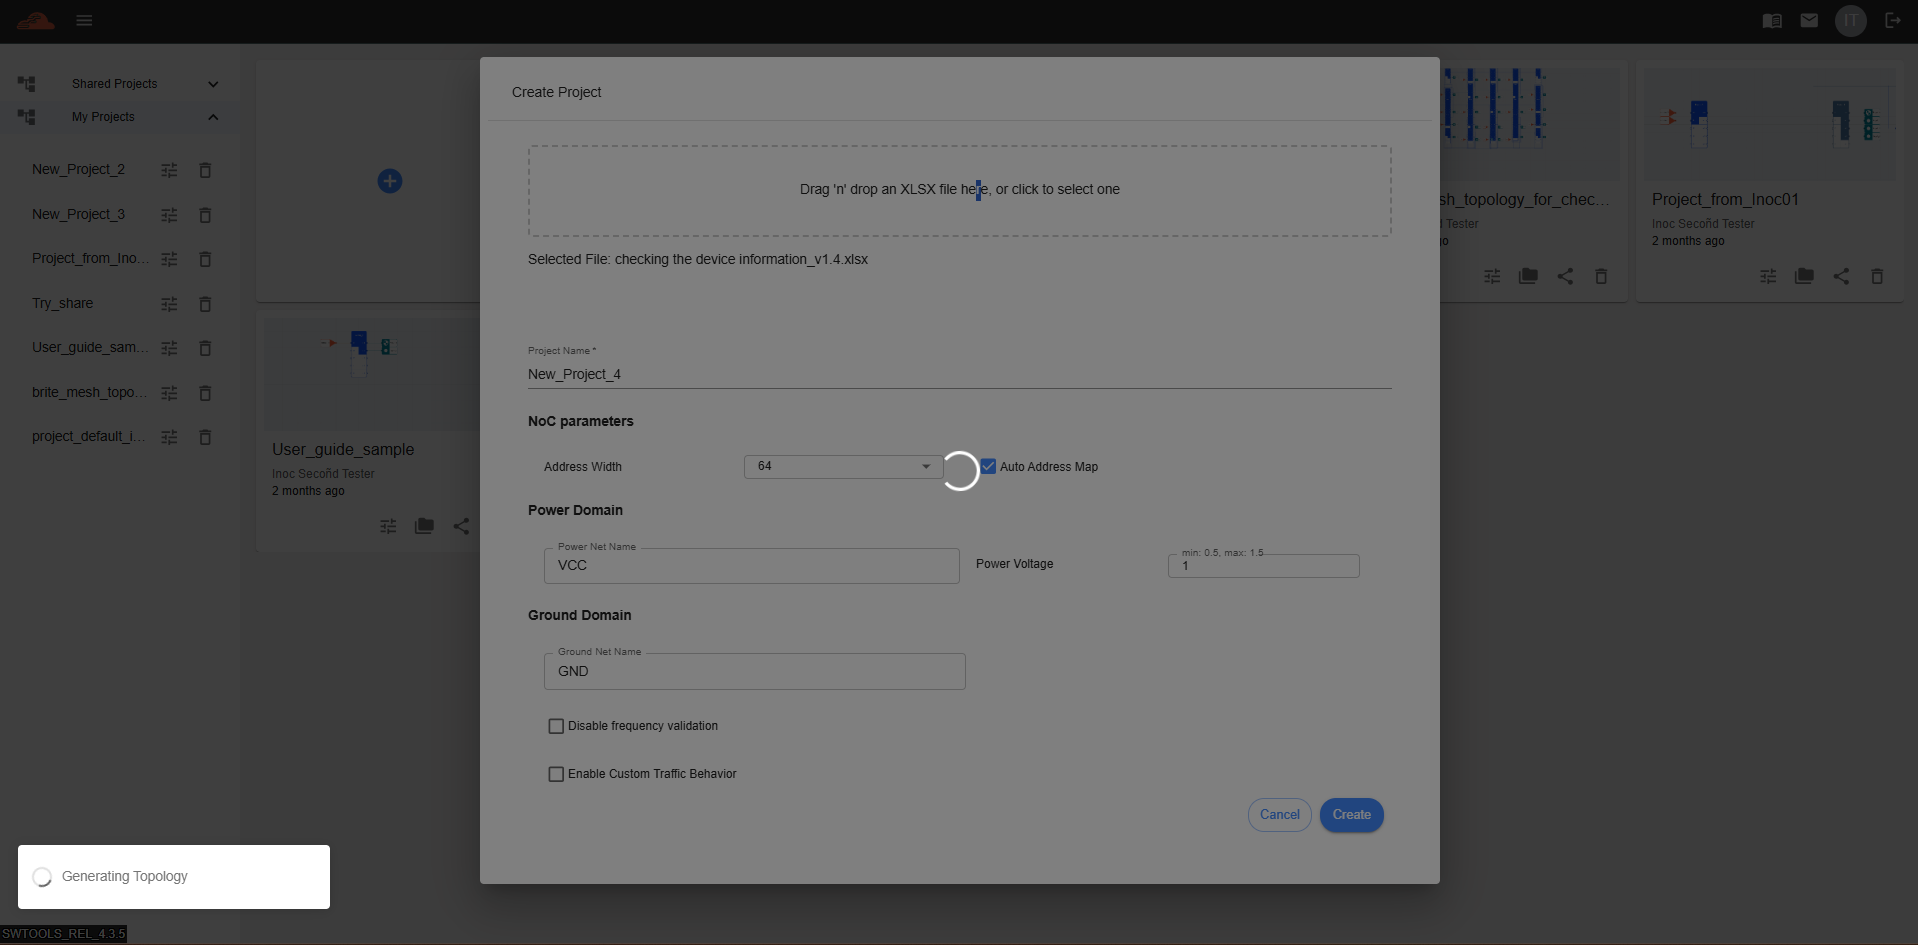 IT
Shared Projects
My Projects
New_Project_2
New_Project_3
Project_from_Ino...
Try_share
User_guide_sam...
brite_mesh_topo...
project_default_i...
User_guide_sample
Inoc Secoñd Tester
2 months ago
Create Project
Drag 'n' drop an XLSX file here, or click to select one
Selected File: checking the device information_v1.4.xlsx
Project Name *
New_Project_4
NoC parameters
Address Width
64
Auto Address Map
Power Domain
Power Net Name
VCC
Power Voltage
min: 0.5, max: 1.5
1
Ground Domain
Ground Net Name
GND
Disable frequency validation
Enable Custom Traffic Behavior
Cancel
Create
sh_topology_for_chec...
Tester
Project_from_Inoc01
Inoc Secoñd Tester
2 months ago
Generating Topology
SWTOOLS_REL_4.3.5